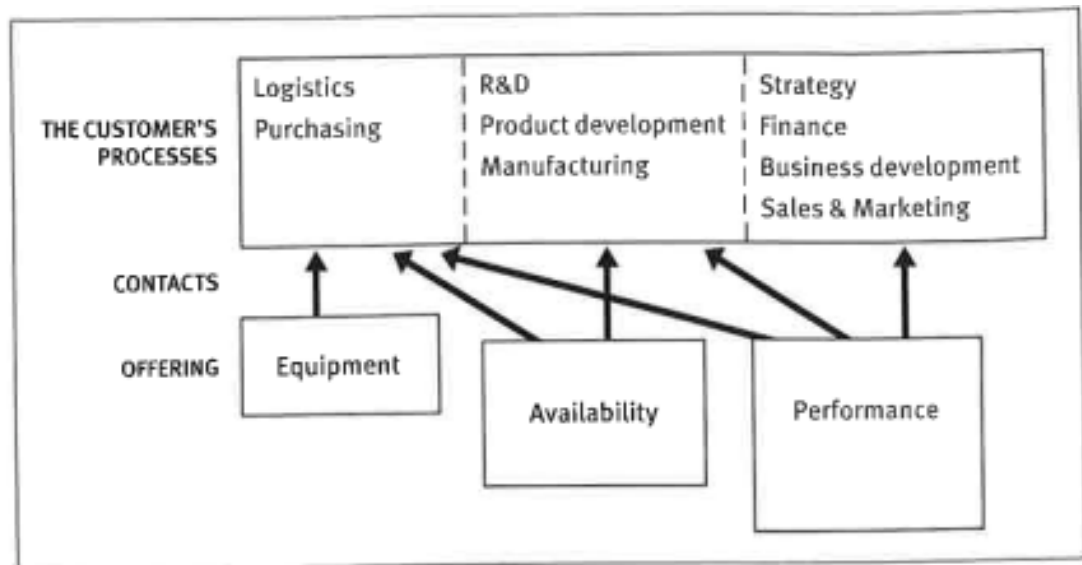 THE CUSTOMER'S
PROCESSES
Logistics
Purchasing
R&D
Product development
Manufacturing
Strategy
Finance
Business development
Sales & Marketing
CONTACTS
OFFERING
Equipment
Availability
Performance